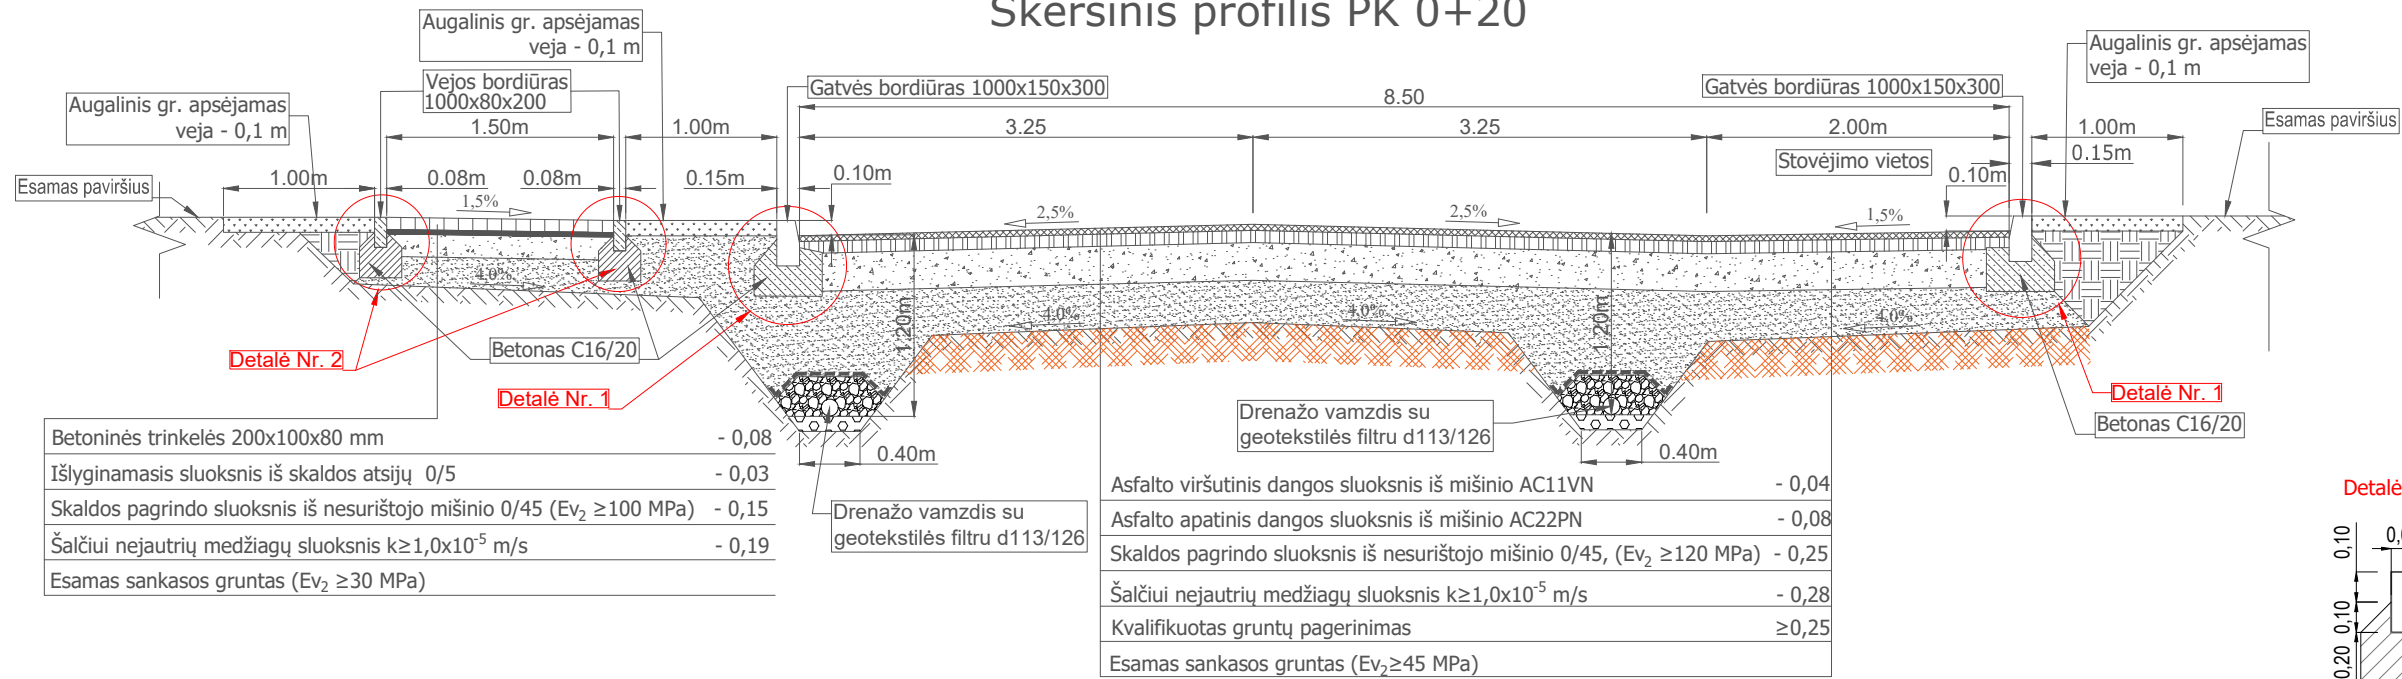 Skersinis profilis PK 0+20
Augalinis gr. apsėjamas
veja - 0,1 m
Vejos bordiūras
1000x80x200
Augalinis gr. apsėjamas
veja - 0,1 m
Gatvės bordiūras 1000x150x300
Gatvės bordiūras 1000x150x300
Augalinis gr. apsėjamas
veja - 0,1 m
Esamas paviršius
Esamas paviršius
8.50
1.50m
1.00m
3.25
3.25
2.00m
1.00m
Stovėjimo vietos
0.15m
1.00m
0.08m
0.08m
0.15m
0.10m
0.10m
1,5%
2,5%
2,5%
1,5%
4.0%
4.0%
4.0%
4.0%
1.20m
1.20m
Detalė Nr. 2
Betonas C16/20
Detalė Nr. 1
Detalė Nr. 1
Betonas C16/20
0.40m
0.40m
Drenažo vamzdis su
geotekstilės filtru d113/126
Drenažo vamzdis su
geotekstilės filtru d113/126
Betoninės trinkelės 200x100x80 mm - 0,08
Išlyginamasis sluoksnis iš skaldos atsijų 0/5 - 0,03
Skaldos pagrindo sluoksnis iš nesurištojo mišinio 0/45 (Ev₂ ≥100 MPa) - 0,15
Šalčiui nejautrių medžiagų sluoksnis k≥1,0x10⁻⁵ m/s - 0,19
Esamas sankasos gruntas (Ev₂ ≥30 MPa)
Asfalto viršutinis dangos sluoksnis iš mišinio AC11VN - 0,04
Asfalto apatinis dangos sluoksnis iš mišinio AC22PN - 0,08
Skaldos pagrindo sluoksnis iš nesurištojo mišinio 0/45, (Ev₂ ≥120 MPa) - 0,25
Šalčiui nejautrių medžiagų sluoksnis k≥1,0x10⁻⁵ m/s - 0,28
Kvalifikuotas gruntų pagerinimas ≥0,25
Esamas sankasos gruntas (Ev₂≥45 MPa)
Detalė
0,10
0,10
0,20